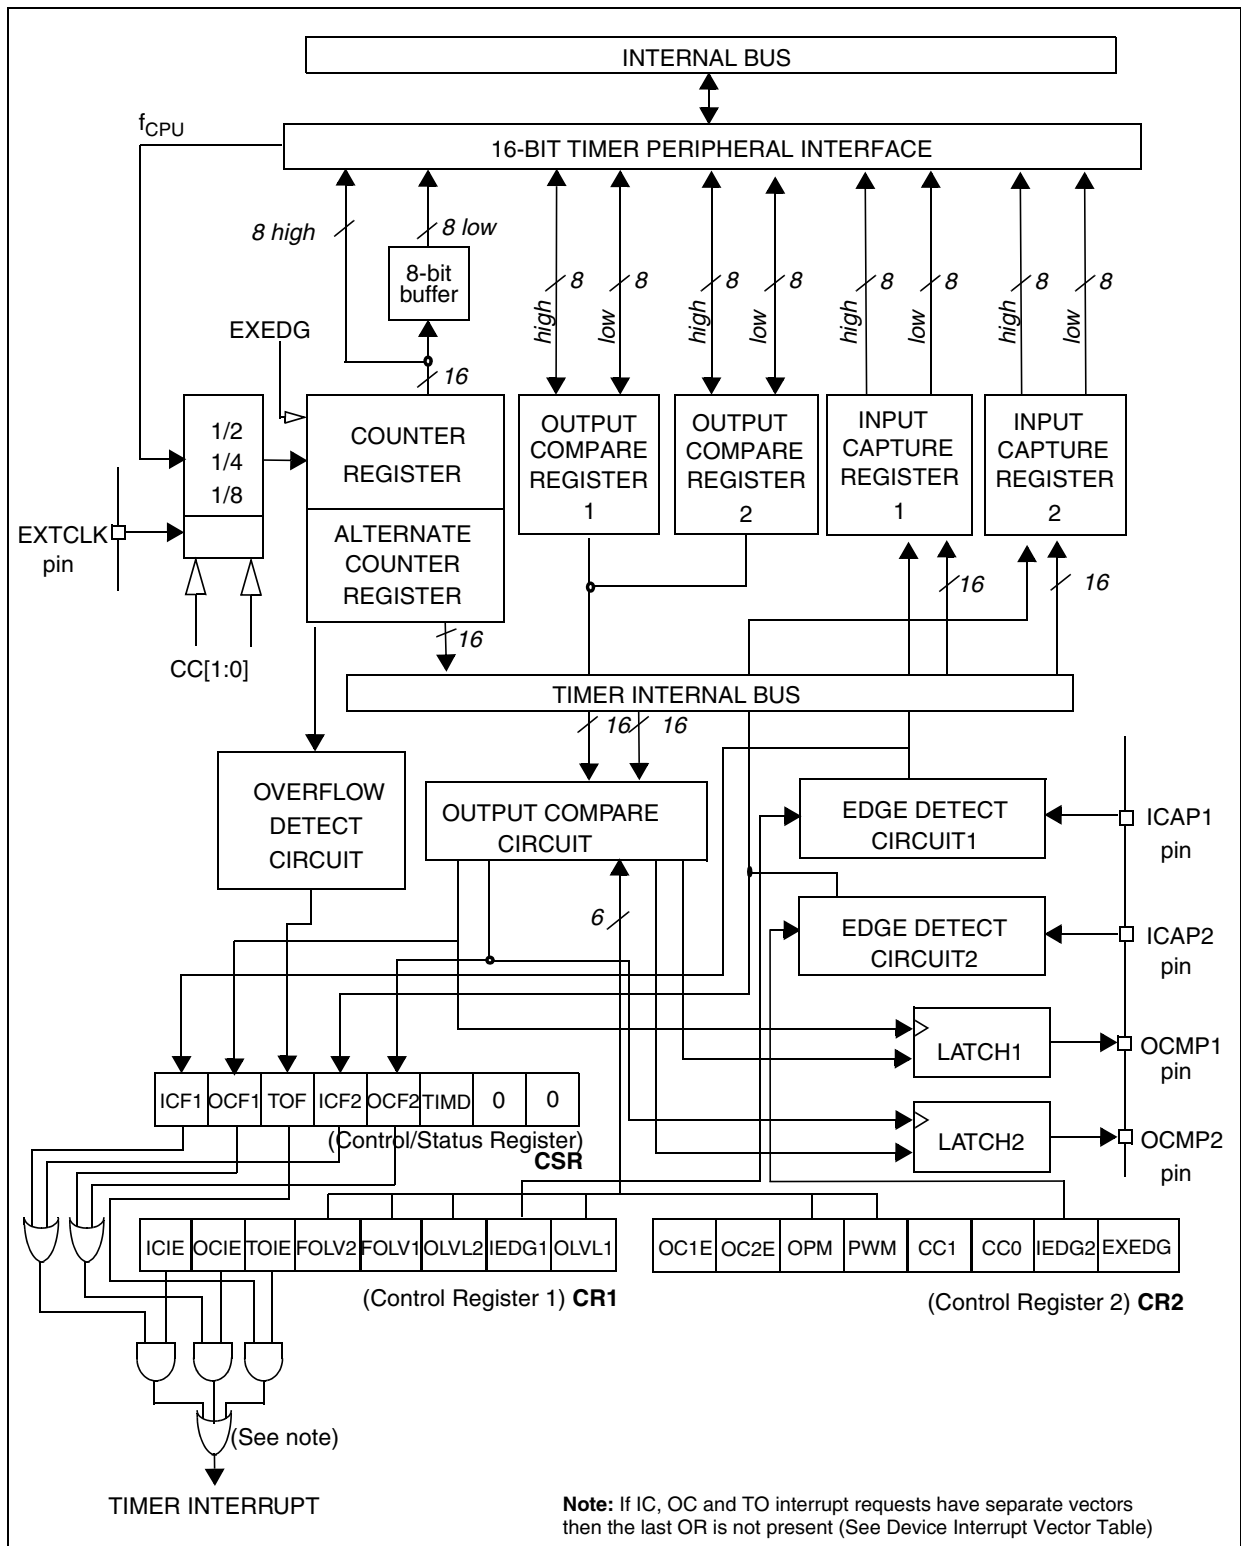 INTERNAL BUS
fCPU
16-BIT TIMER PERIPHERAL INTERFACE
8 high
8 low
8-bit
buffer
8
8
8
8
8
8
8
8
high
low
high
low
high
low
high
low
EXEDG
16
1/2
1/4
1/8
COUNTER
REGISTER
ALTERNATE
COUNTER
REGISTER
OUTPUT
COMPARE
REGISTER
1
OUTPUT
COMPARE
REGISTER
2
INPUT
CAPTURE
REGISTER
1
INPUT
CAPTURE
REGISTER
2
EXTCLK
pin
CC[1:0]
16
16
16
TIMER INTERNAL BUS
16
16
OVERFLOW
DETECT
CIRCUIT
OUTPUT COMPARE
CIRCUIT
6
EDGE DETECT
CIRCUIT1
ICAP1
pin
EDGE DETECT
CIRCUIT2
ICAP2
pin
LATCH1
OCMP1
pin
LATCH2
OCMP2
pin
ICF1 OCF1 TOF ICF2 OCF2 TIMD 0 0
(Control/Status Register)
CSR
ICIE OCIE TOIE FOLV2 FOLV1 OLVL2 IEDG1 OLVL1
(Control Register 1) CR1
OC1E OC2E OPM PWM CC1 CC0 IEDG2 EXEDG
(Control Register 2) CR2
(See note)
TIMER INTERRUPT
Note: If IC, OC and TO interrupt requests have separate vectors
then the last OR is not present (See Device Interrupt Vector Table)